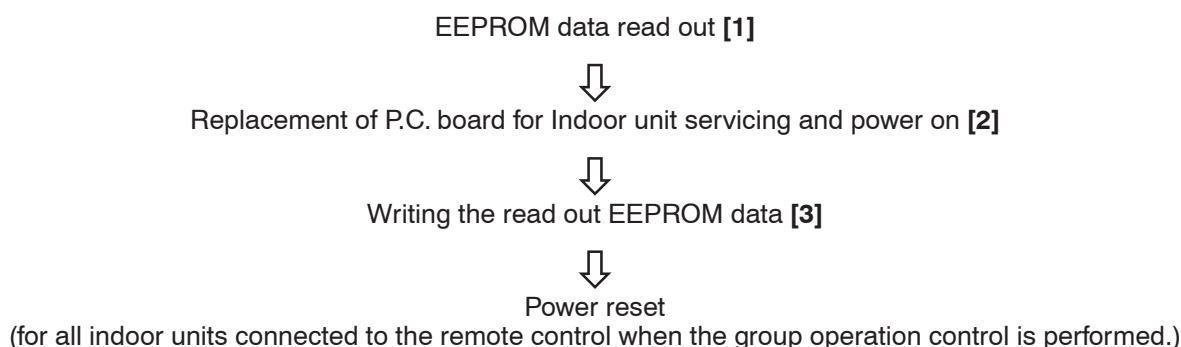 EEPROM data read out [1]
Replacement of P.C. board for Indoor unit servicing and power on [2]
Writing the read out EEPROM data [3]
Power reset
(for all indoor units connected to the remote control when the group operation control is performed.)